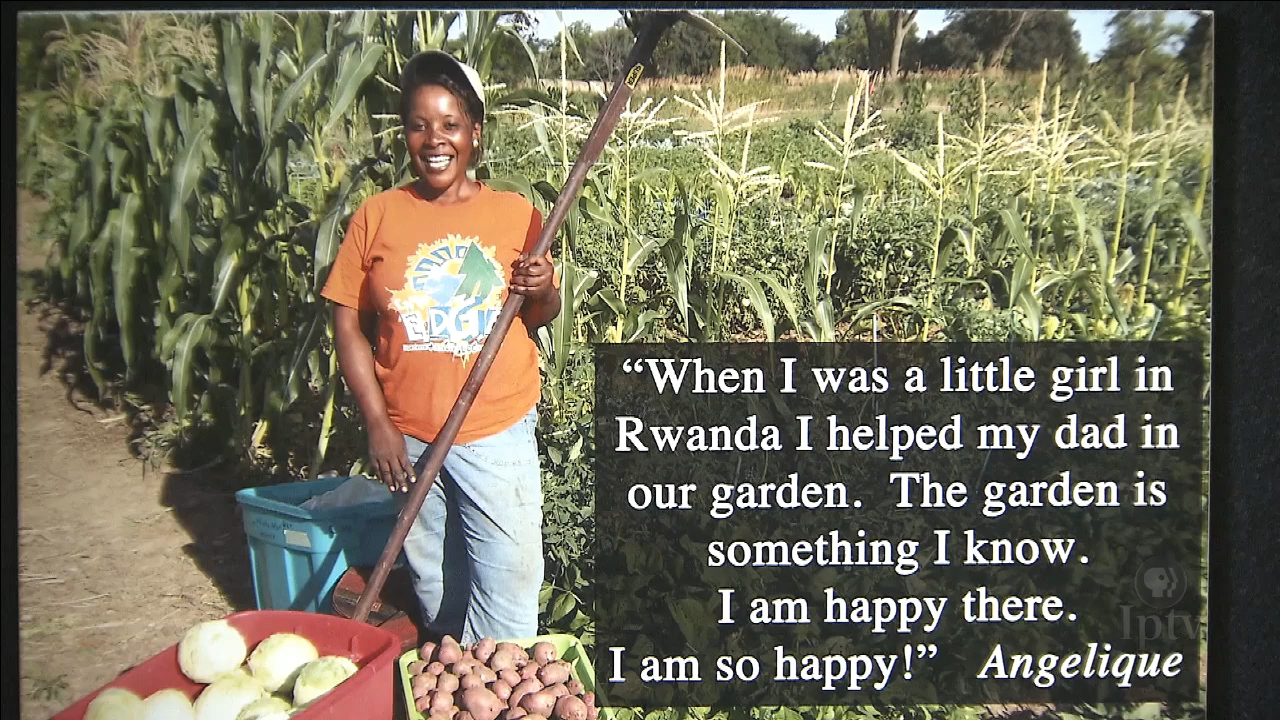 EDGE
“When I was a little girl in
Rwanda I helped my dad in
our garden. The garden is
something I know.
I am happy there.
I am so happy!” Angelique
Iptv